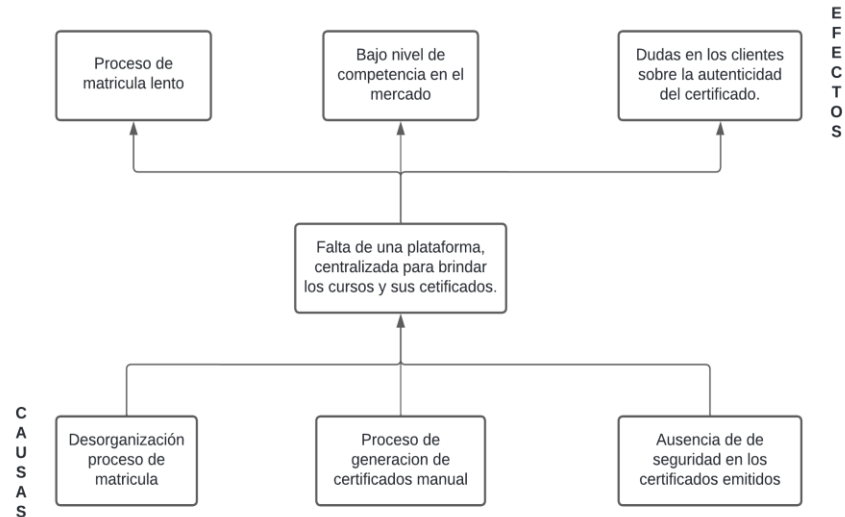 E
F
E
C
T
O
S
Proceso de
matricula lento
Bajo nivel de
competencia en el
mercado
Dudas en los clientes
sobre la autenticidad
del certificado.
Falta de una plataforma,
centralizada para brindar
los cursos y sus cetificados.
C
A
U
S
A
S
Desorganización
proceso de
matricula
Proceso de
generacion de
certificados manual
Ausencia de de
seguridad en los
certificados emitidos